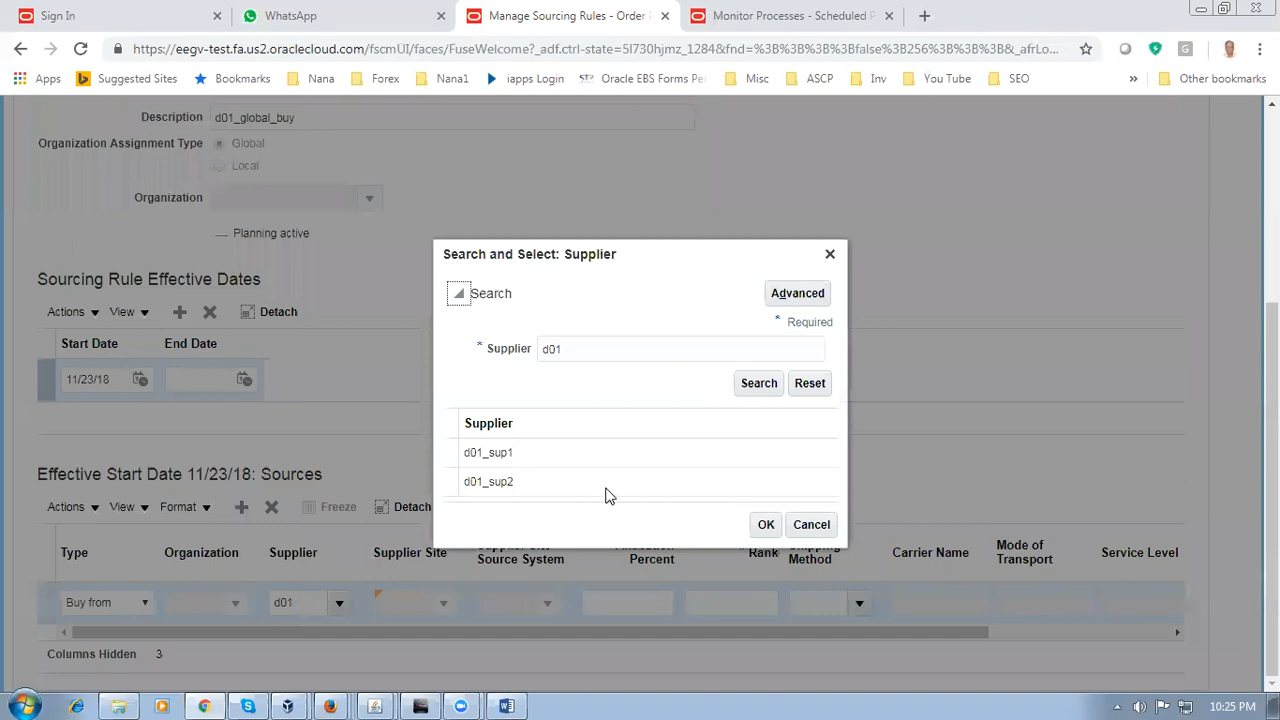 Sign In
WhatsApp
Manage Sourcing Rules - Order P
Monitor Processes - Scheduled P
https://eegv-test.fa.us2.oraclecloud.com/fscmUI/faces/FuseWelcome?_adf.ctrl-state=5l730hjmz_1284&fnd=%3B%3B%3B%3Bfalse%3B256%3B%3B%3B&_afrLo...
G
Apps
Suggested Sites
Bookmarks
Nana
Forex
Nana1
iapps Login
Oracle EBS Forms Pe
Misc
ASCP
Inv
You Tube
SEO
»
Other bookmarks
Description d01_global_buy
Organization Assignment Type Global
Local
Organization
Planning active
Sourcing Rule Effective Dates
Actions View Detach
Start Date End Date
11/23/18
Search and Select: Supplier
Search Advanced
* Required
* Supplier d01
Search Reset
Supplier
d01_sup1
d01_sup2
OK Cancel
Effective Start Date 11/23/18: Sources
Actions View Format Freeze Detach
Type Organization Supplier Supplier Site Source System Percent Rank Method Carrier Name Mode of Transport Service Level
Buy from d01
Columns Hidden 3
10:25 PM